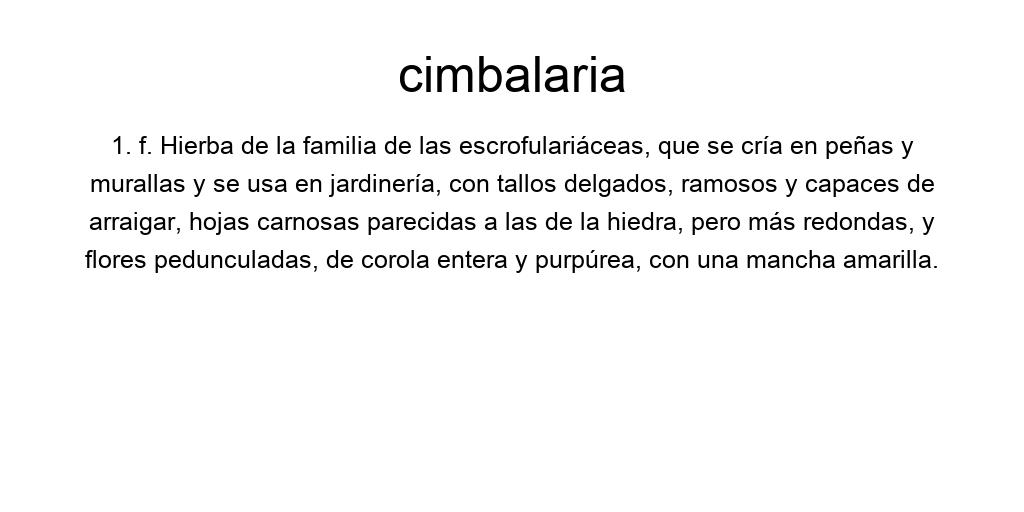 cimbalaria
1. f. Hierba de la familia de las escrofulariáceas, que se cría en peñas y
murallas y se usa en jardinería, con tallos delgados, ramosos y capaces de
arraigar, hojas carnosas parecidas a las de la hiedra, pero más redondas, y
flores pedunculadas, de corola entera y purpúrea, con una mancha amarilla.